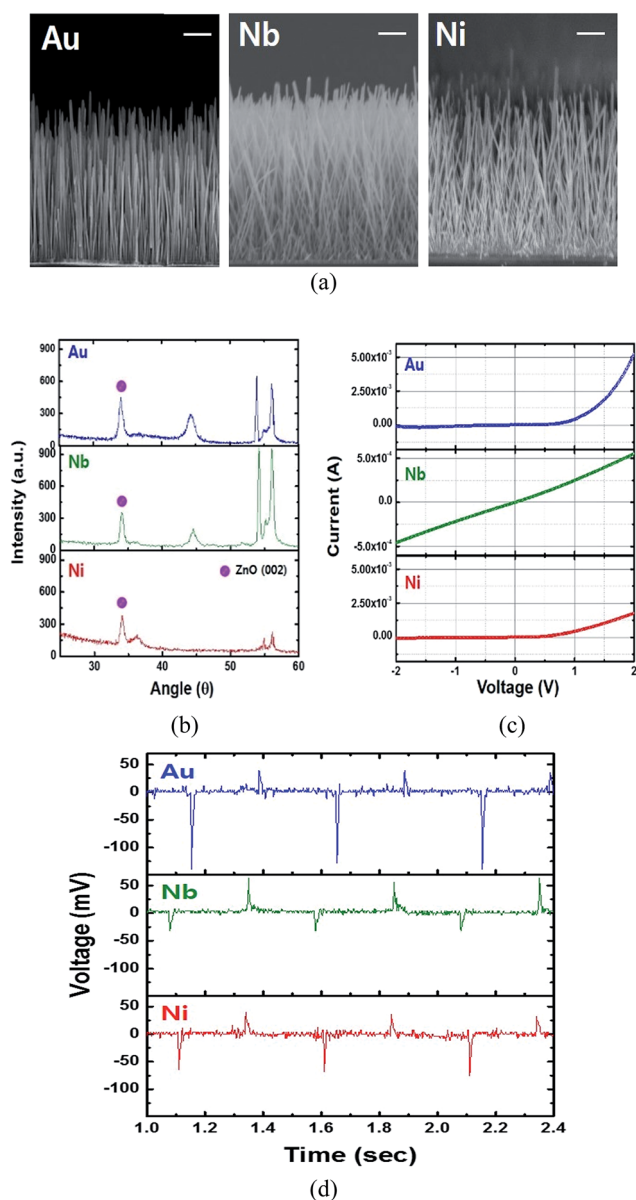 Au
Nb
Ni
(a)
Intensity (a.u.)
900
Au
600
300
0
900
Nb
600
300
0
900
Ni
ZnO (002)
600
300
0
30
40
50
60
Angle (θ)
(b)
Current (A)
5.00x10⁻³
Au
2.50x10⁻³
0.00
5.0x10⁻⁴
Nb
0.0
-5.0x10⁻⁴
5.00x10⁻³
Ni
2.50x10⁻³
0.00
-2
-1
0
1
2
Voltage (V)
(c)
Voltage (mV)
50
Au
0
-50
-100
50
Nb
0
-50
-100
50
Ni
0
-50
-100
1.0
1.2
1.4
1.6
1.8
2.0
2.2
2.4
Time (sec)
(d)